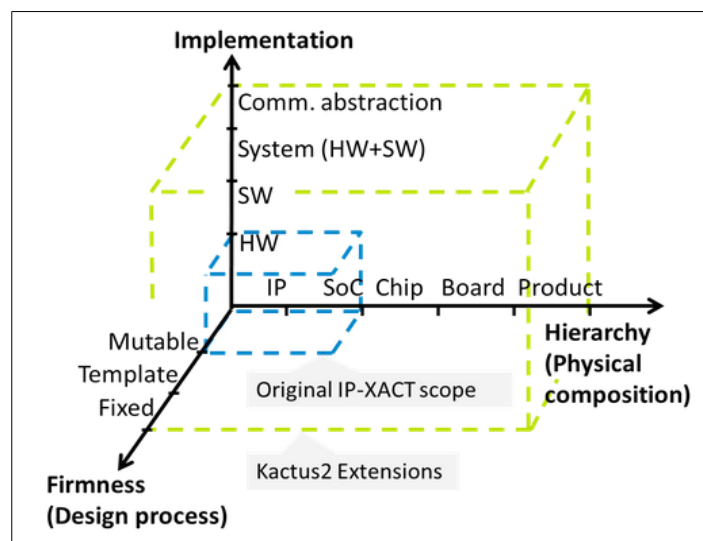 Implementation
Comm. abstraction
System (HW+SW)
SW
HW
IP SoC Chip Board Product
Hierarchy
(Physical
composition)
Mutable
Template
Fixed
Original IP-XACT scope
Kactus2 Extensions
Firmness
(Design process)